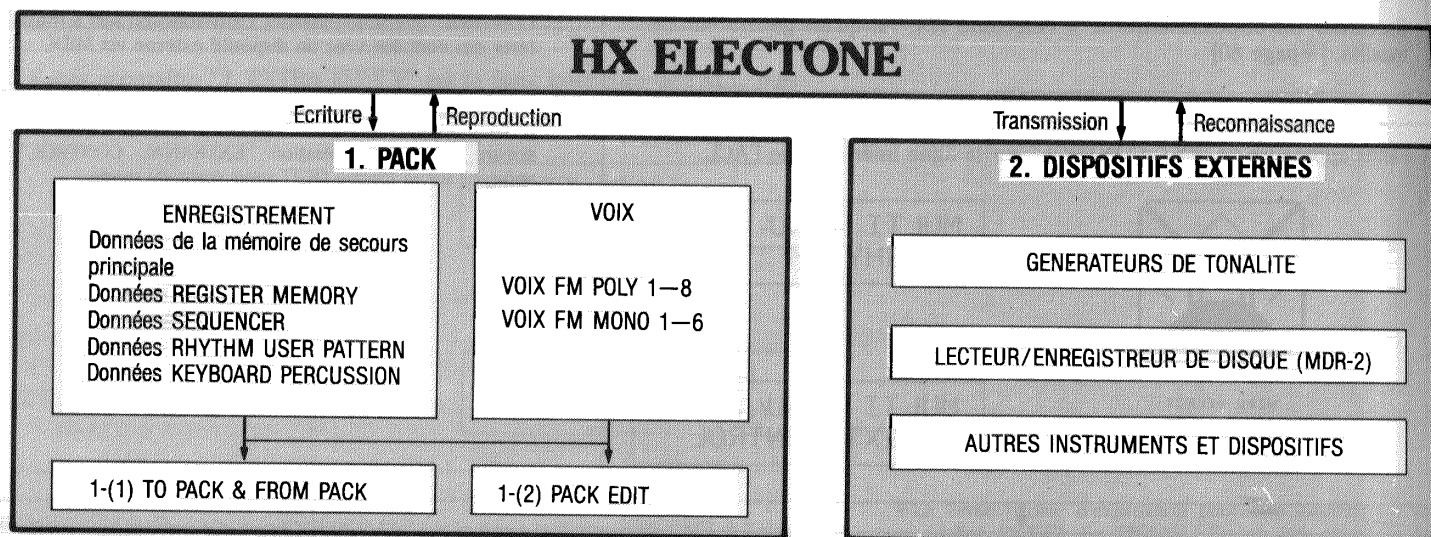 HX ELECTONE
Ecriture
Reproduction
Transmission
Reconnaissance
1. PACK
ENREGISTREMENT
Données de la mémoire de secours
principale
Données REGISTER MEMORY
Données SEQUENCER
Données RHYTHM USER PATTERN
Données KEYBOARD PERCUSSION
VOIX
VOIX FM POLY 1—8
VOIX FM MONO 1—6
1-(1) TO PACK & FROM PACK
1-(2) PACK EDIT
2. DISPOSITIFS EXTERNES
GENERATEURS DE TONALITE
LECTEUR/ENREGISTREUR DE DISQUE (MDR-2)
AUTRES INSTRUMENTS ET DISPOSITIFS